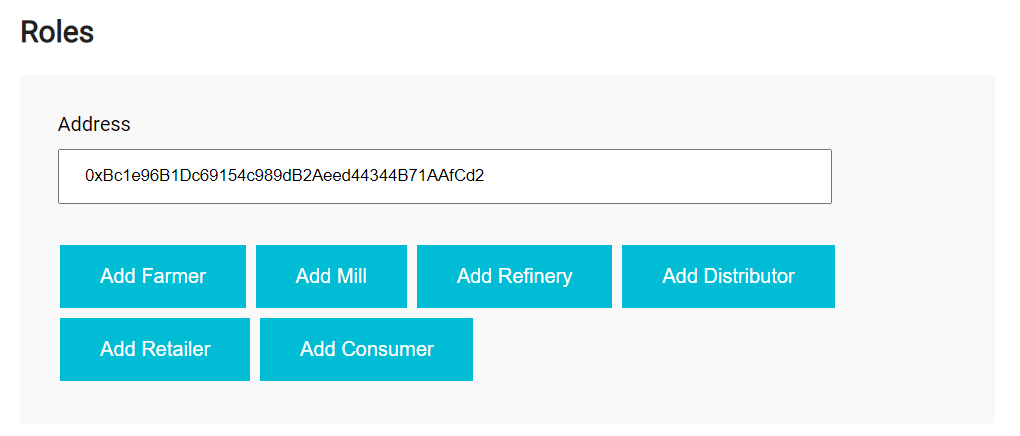 Roles
Address
0xBc1e96B1Dc69154c989dB2Aeed44344B71AAfCd2
Add Farmer Add Mill Add Refinery Add Distributor
Add Retailer Add Consumer